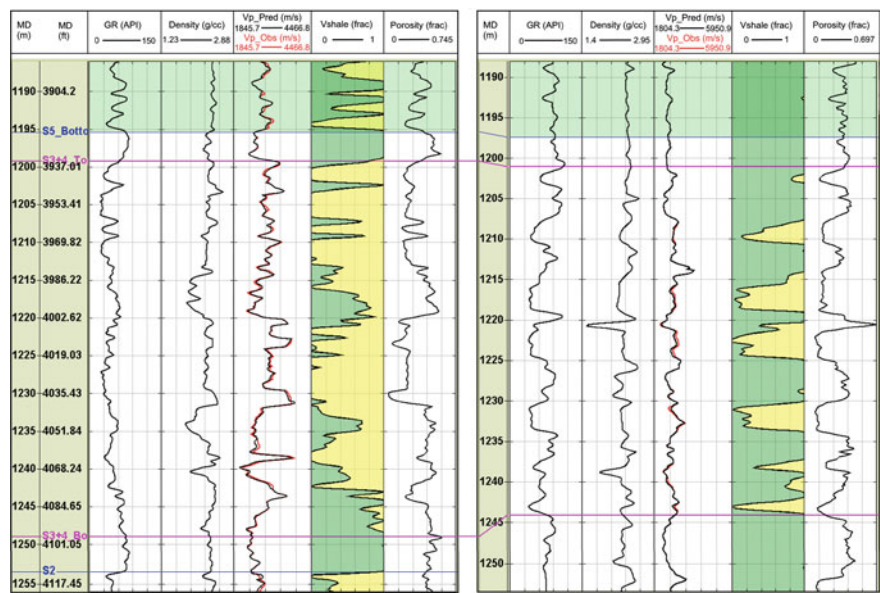 MD
(m)
MD
(ft)
GR (API)
0 150
Density (g/cc)
1.23 2.88
Vp_Pred (m/s)
1845.7 4466.8
Vp_Obs (m/s)
1845.7 4466.8
Vshale (frac)
0 1
Porosity (frac)
0 0.745
1190 3904.2
1195
S5_Botto
S3+4_To
1200 3937.01
1205 3953.41
1210 3969.82
1215 3986.22
1220 4002.62
1225 4019.03
1230 4035.43
1235 4051.84
1240 4068.24
1245 4084.65
S3+4_Bo
1250 4101.05
S2
1255 4117.45
MD
(m)
GR (API)
0 150
Density (g/cc)
1.4 2.95
Vp_Pred (m/s)
1804.3 5950.9
Vp_Obs (m/s)
1804.3 5950.9
Vshale (frac)
0 1
Porosity (frac)
0 0.697
1190
1195
1200
1205
1210
1215
1220
1225
1230
1235
1240
1245
1250